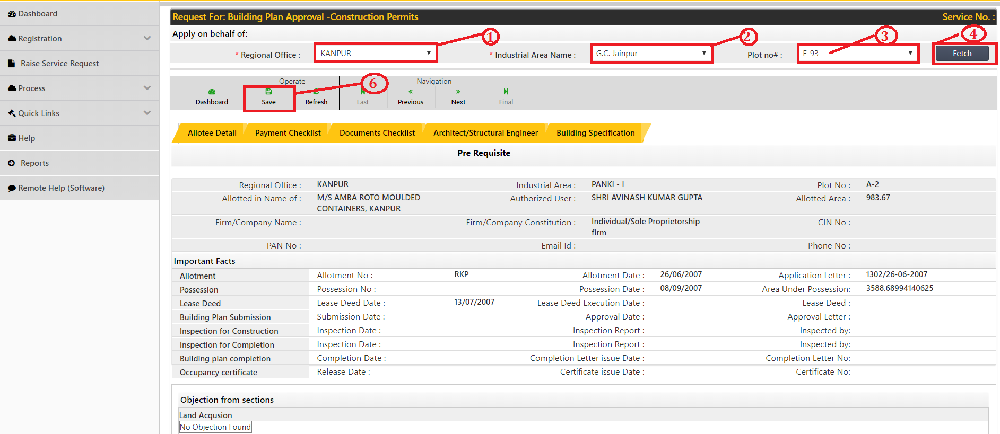 Dashboard
Registration
Raise Service Request
Process
Quick Links
Help
Reports
Remote Help (Software)
Request For: Building Plan Approval -Construction Permits Service No. :
Apply on behalf of: 1 2 3 4
* Regional Office : KANPUR * Industrial Area Name : G.C. Jainpur Plot no# : E-93 Fetch
Operate 6 Navigation
Dashboard Save Refresh Last Previous Next Final
Allotee Detail Payment Checklist Documents Checklist Architect/Structural Engineer Building Specification
Pre Requisite
Regional Office : KANPUR Industrial Area : PANKI - I Plot No : A-2
Allotted in Name of : M/S AMBA ROTO MOULDED Authorized User : SHRI AVINASH KUMAR GUPTA Allotted Area : 983.67
CONTAINERS, KANPUR
Firm/Company Name : Firm/Company Constitution : Individual/Sole Proprietorship CIN No :
firm
PAN No : Email Id : Phone No :
Important Facts
Allotment Allotment No : RKP Allotment Date : 26/06/2007 Application Letter : 1302/26-06-2007
Possession Possession No : Possession Date : 08/09/2007 Area Under Possession: 3588.68994140625
Lease Deed Lease Deed Date : 13/07/2007 Lease Deed Execution Date : Lease Deed :
Building Plan Submission Submission Date : Approval Date : Approval Letter :
Inspection for Construction Inspection Date : Inspection Report : Inspected by:
Inspection for Completion Inspection Date : Inspection Report : Inspected by:
Building plan completion Completion Date : Completion Letter issue Date : Completion Letter No:
Occupancy certificate Release Date : Certificate issue Date : Certificate No:
Objection from sections
Land Acqusion
No Objection Found